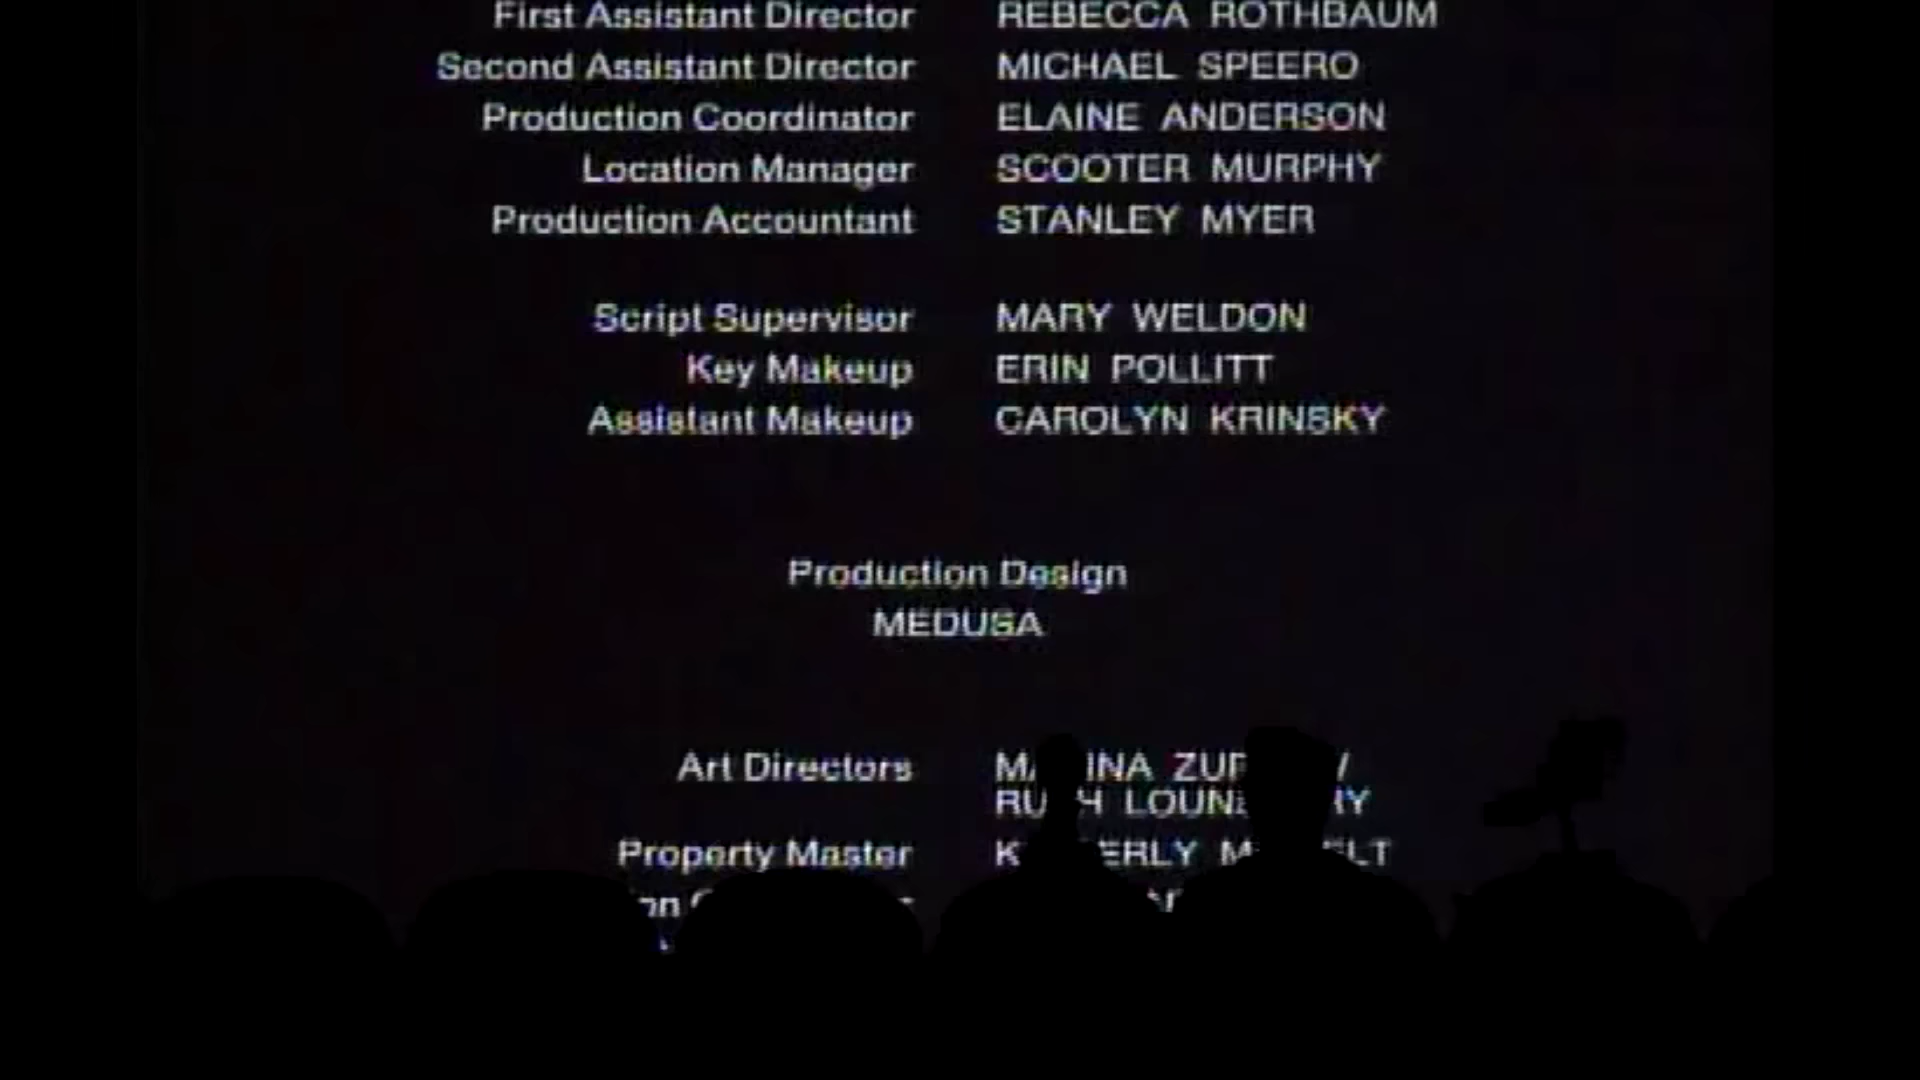 First Assistant Director REBECCA ROTHBAUM
Second Assistant Director MICHAEL SPEERO
Production Coordinator ELAINE ANDERSON
Location Manager SCOOTER MURPHY
Production Accountant STANLEY MYER
Script Supervisor MARY WELDON
Key Makeup ERIN POLLITT
Assistant Makeup CAROLYN KRINSKY
Production Design
MEDUSA
Art Directors
Property Master